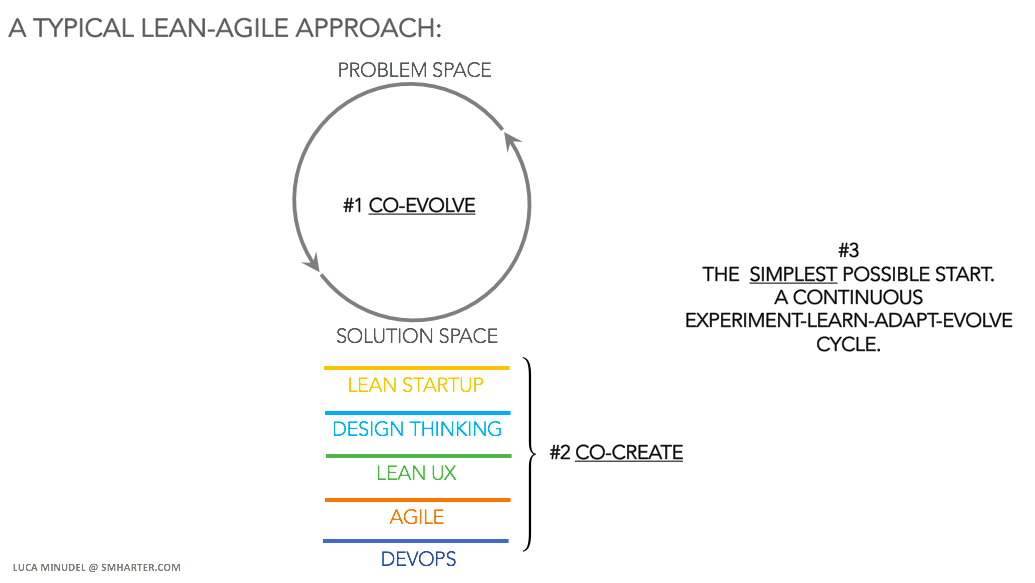 A TYPICAL LEAN-AGILE APPROACH:
PROBLEM SPACE
#1 CO-EVOLVE
SOLUTION SPACE
LEAN STARTUP
DESIGN THINKING
LEAN UX
AGILE
DEVOPS
#2 CO-CREATE
#3
THE SIMPLEST POSSIBLE START.
A CONTINUOUS
EXPERIMENT-LEARN-ADAPT-EVOLVE
CYCLE.
LUCA MINUDEL @ SMHARTER.COM